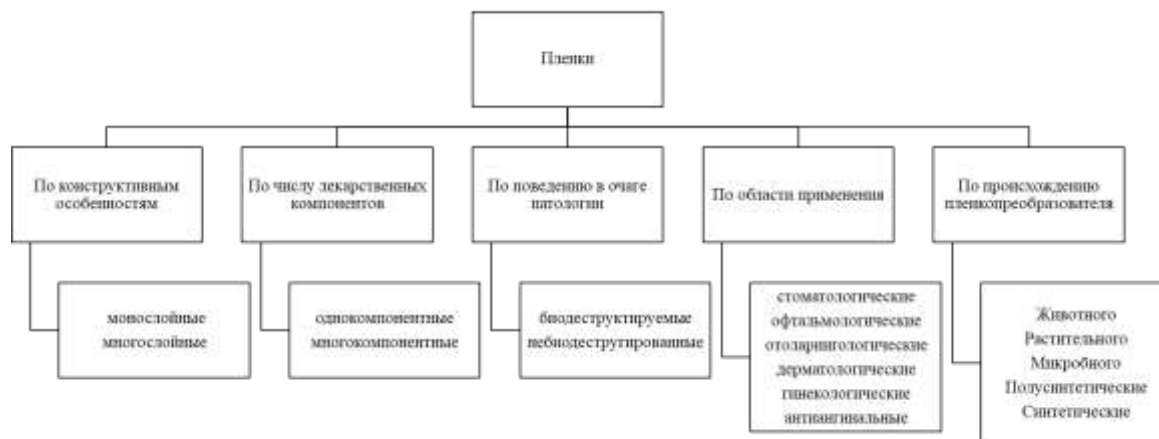 Пленки
По конструктивным
особенностям
По числу лекарственных
компонентов
По поведению в очаге
патологии
По области применения
По происхождению
пленкопреобразователя
монослойные
многослойные
однокомпонентные
многокомпонентные
биодеструктируемые
небиодеструтированные
стоматологические
офтальмологические
отоларингологические
дерматологические
гинекологические
антиангинальные
Животного
Растительного
Микробного
Полусинтетические
Синтетические